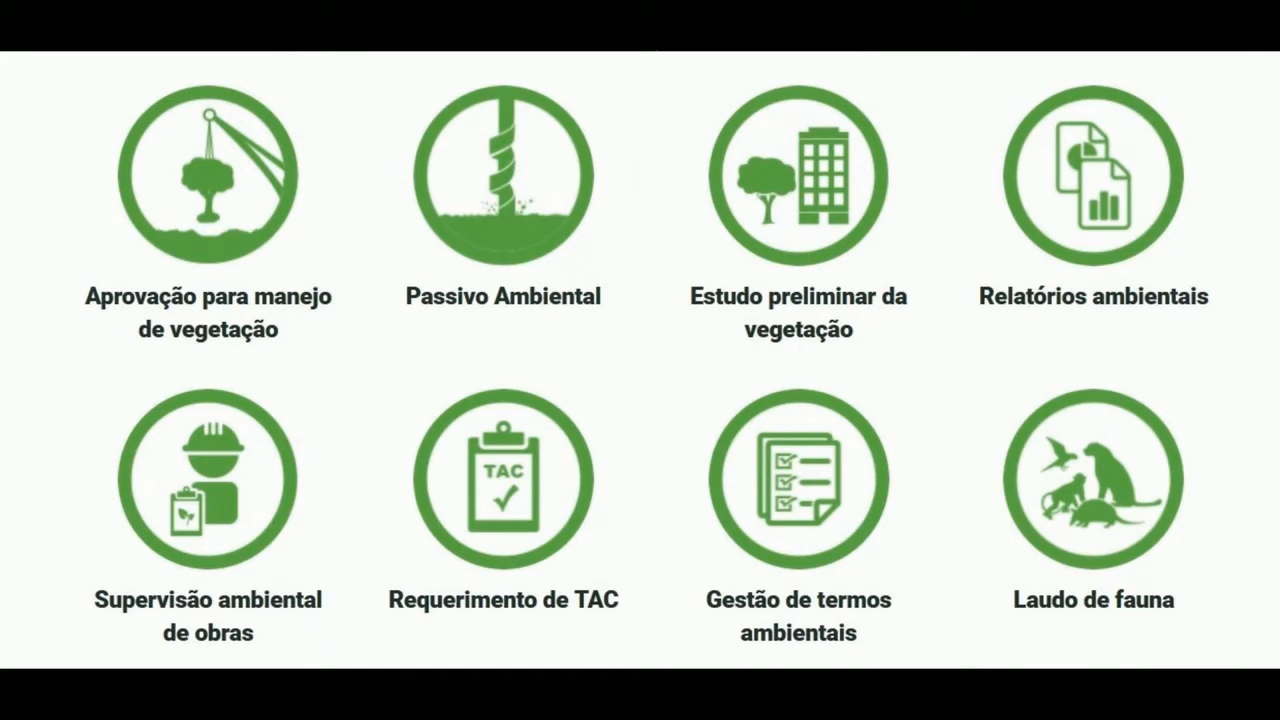 Aprovação para manejo
de vegetação
Passivo Ambiental
Estudo preliminar da
vegetação
Relatórios ambientais
TAC
Supervisão ambiental
de obras
Requerimento de TAC
Gestão de termos
ambientais
Laudo de fauna